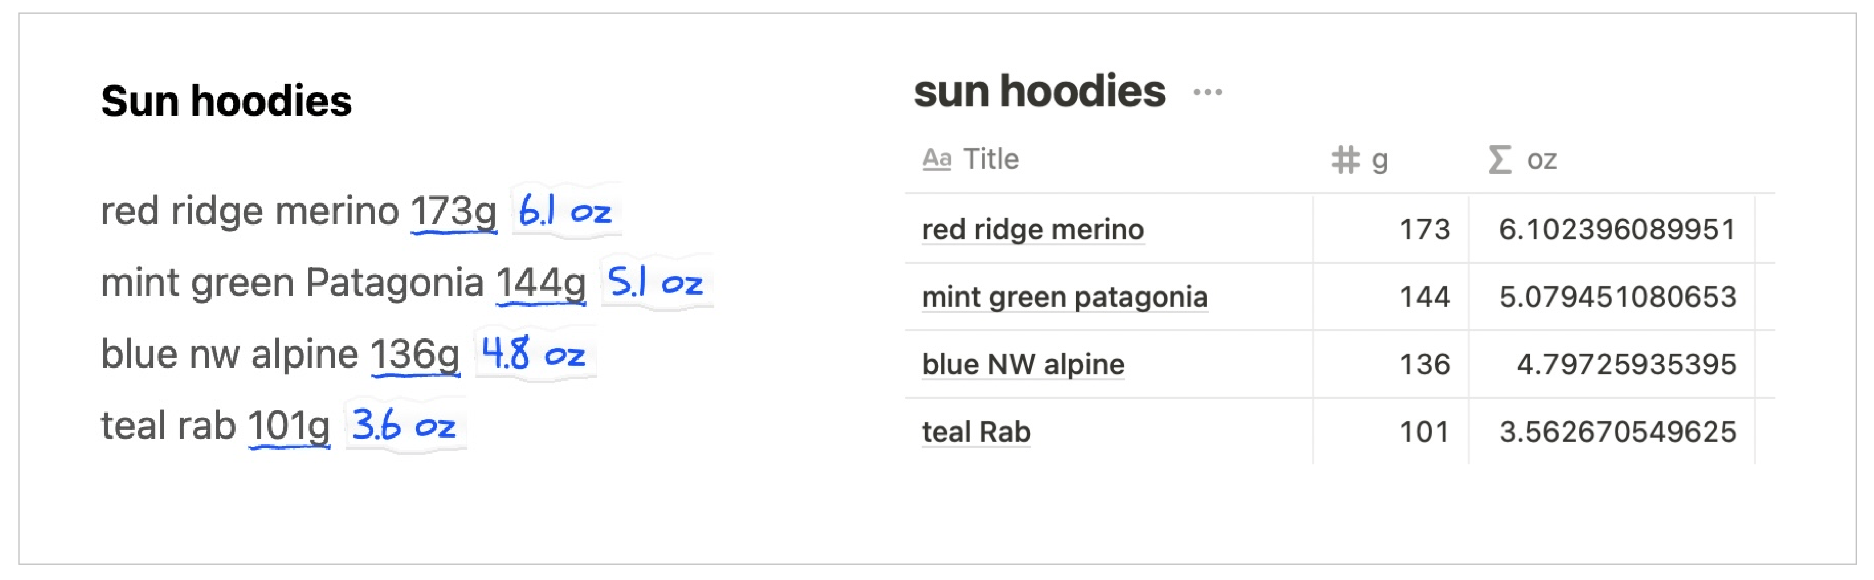 Sun hoodies
red ridge merino 173g 6.1 oz
mint green Patagonia 144g 5.1 oz
blue nw alpine 136g 4.8 oz
teal rab 101g 3.6 oz
sun hoodies ...
Aa Title # g Σ oz
red ridge merino 173 6.102396089951
mint green patagonia 144 5.079451080653
blue NW alpine 136 4.79725935395
teal Rab 101 3.562670549625